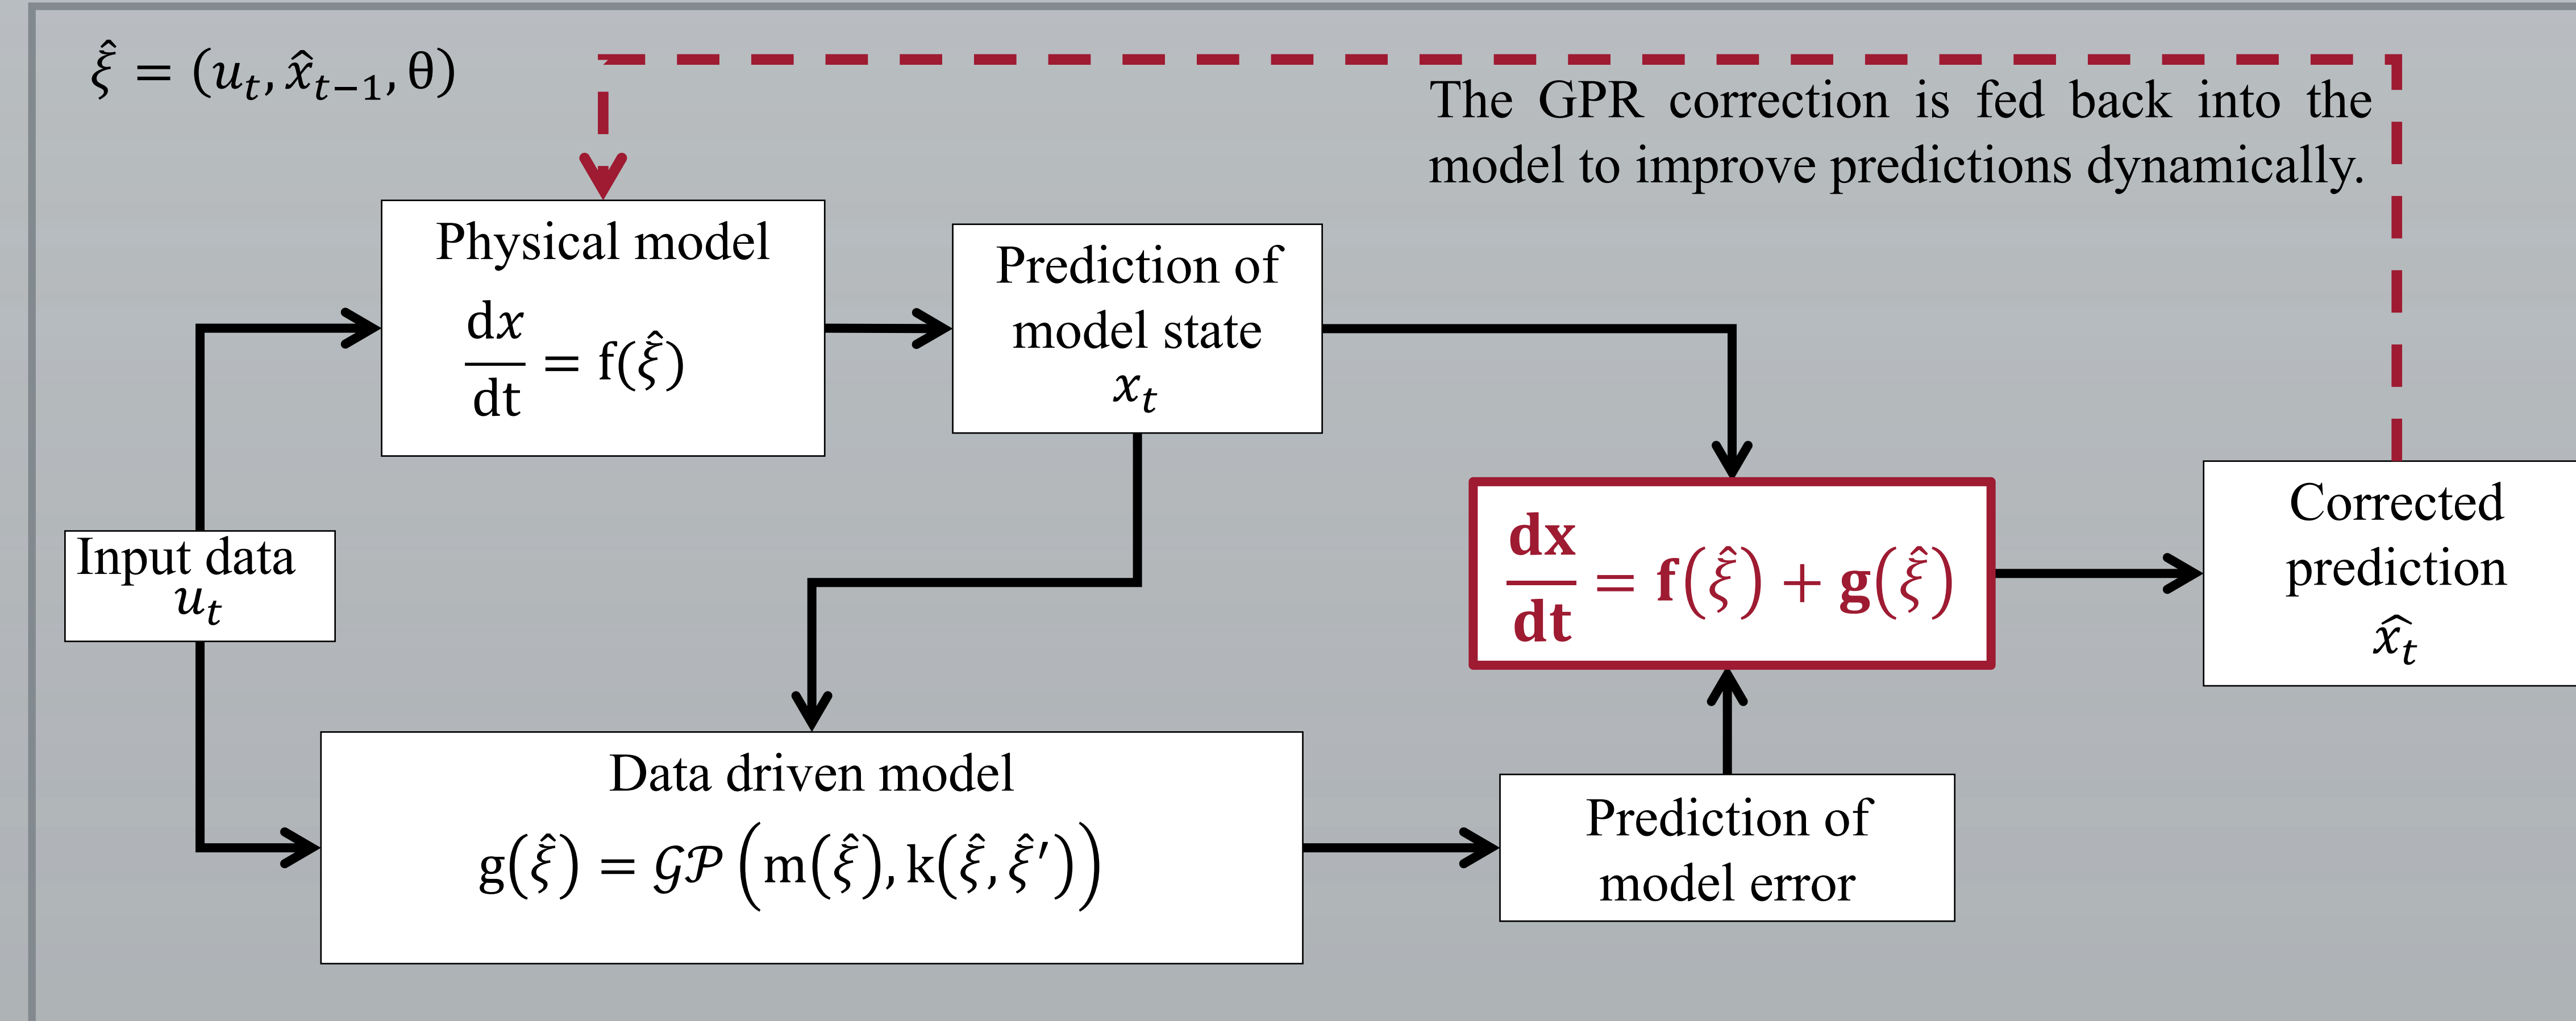 ξ̂ = (u_t, x̂_{t−1}, θ)
The GPR correction is fed back into the
model to improve predictions dynamically.
Physical model
dx/dt = f(ξ̂)
Prediction of
model state
x_t
Input data
u_t
dx/dt = f(ξ̂) + g(ξ̂)
Corrected
prediction
x̂_t
Data driven model
g(ξ̂) = 𝒢𝒫(m(ξ̂), k(ξ̂, ξ̂′))
Prediction of
model error